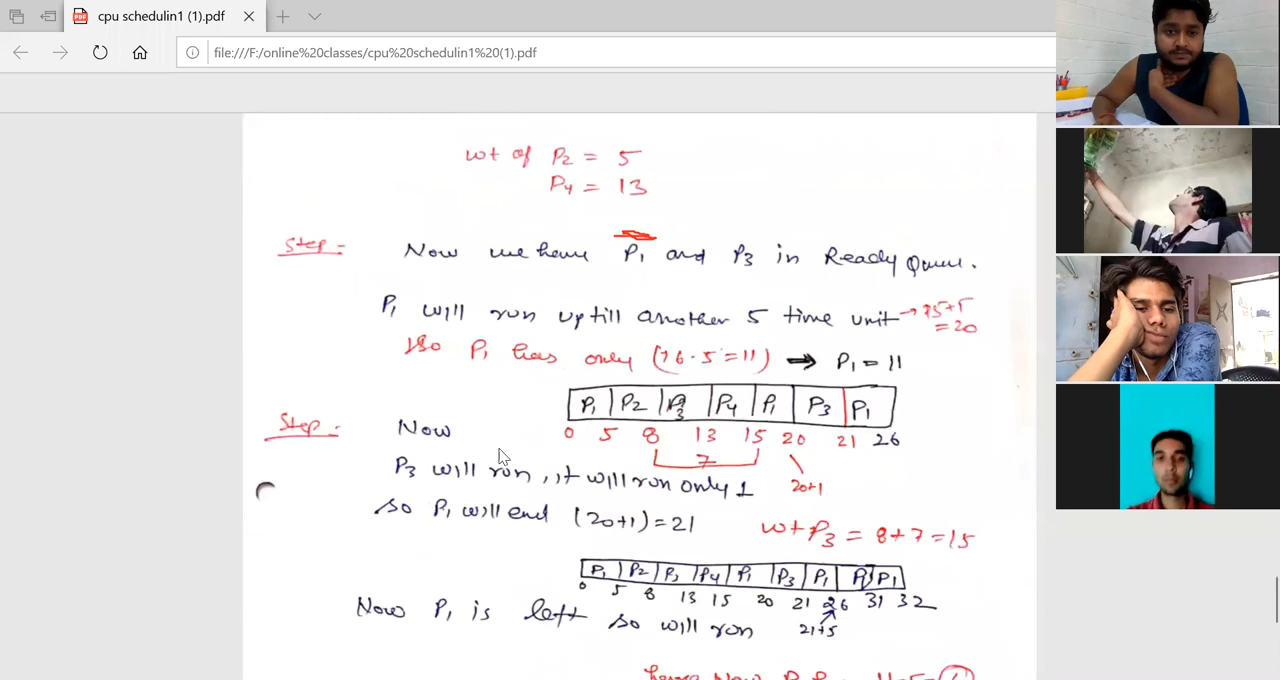 cpu schedulin1 (1).pdf
file:///F:/online%20classes/cpu%20schedulin1%20(1).pdf
wt of P2 = 5
P4 = 13
Step =
Now we have P1 and P3 in Ready Queue.
P1 will run up till another 5 time unit → 15+5
= 20
so P1 has only (16-5=11) → P1 = 11
P1 P2 P3 P4 P1 P3 P1
0 5 8 13 15 20 21 26
7
20+1
Step =
Now
P3 will run, it will run only 1
so P1 will end (20+1)=21
wt P3 = 8+7=15
P1 P2 P3 P4 P1 P3 P1 P1 P1
0 5 8 13 15 20 21 26 31 32
21+5
Now P1 is left so will run